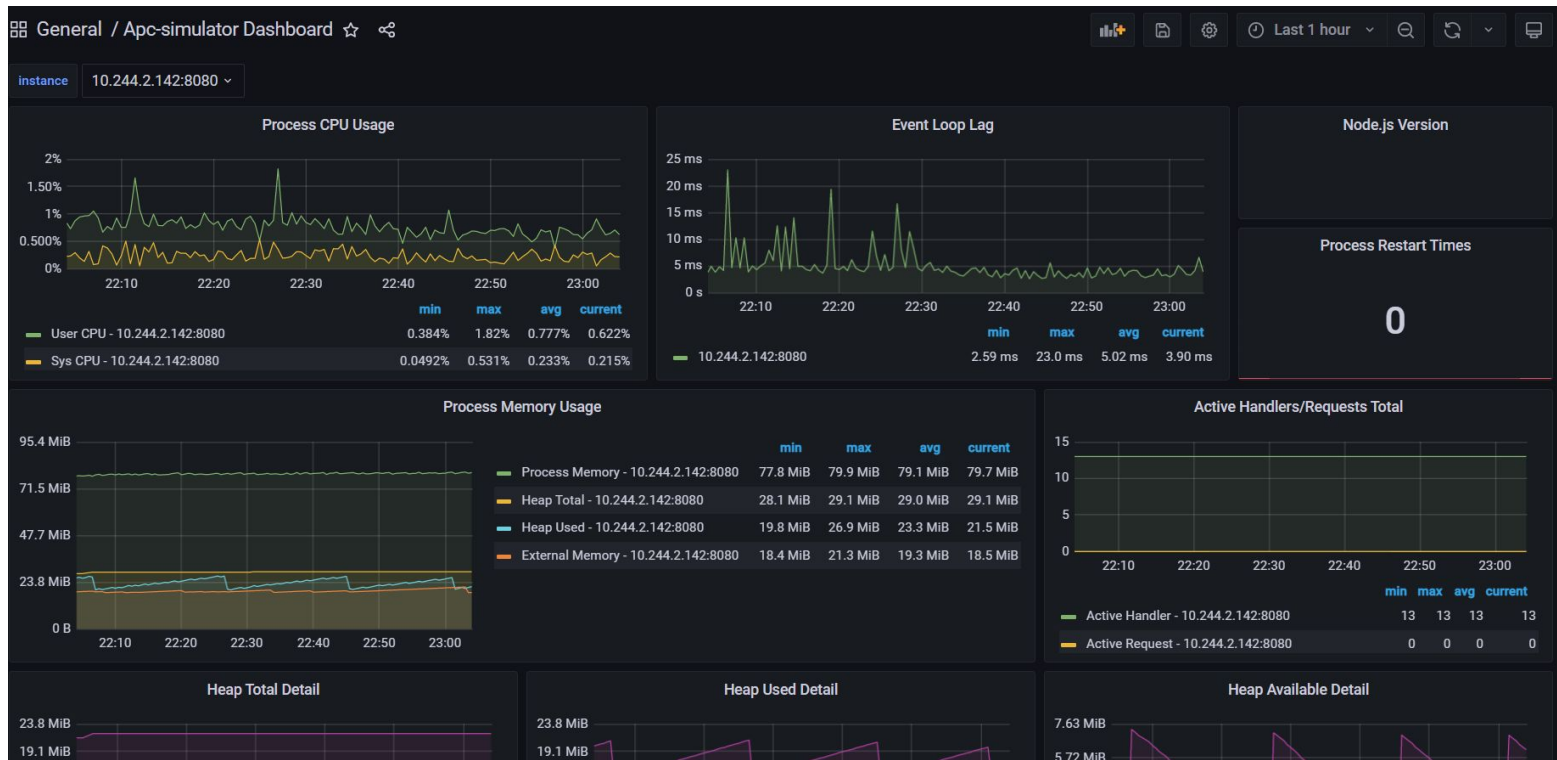 General / Apc-simulator Dashboard
Last 1 hour
instance 10.244.2.142:8080
Process CPU Usage
2%
1.50%
1%
0.500%
0%
22:10 22:20 22:30 22:40 22:50 23:00
min max avg current
User CPU - 10.244.2.142:8080 0.384% 1.82% 0.777% 0.622%
Sys CPU - 10.244.2.142:8080 0.0492% 0.531% 0.233% 0.215%
Event Loop Lag
25 ms
20 ms
15 ms
10 ms
5 ms
0 s
22:10 22:20 22:30 22:40 22:50 23:00
min max avg current
10.244.2.142:8080 2.59 ms 23.0 ms 5.02 ms 3.90 ms
Node.js Version
Process Restart Times
0
Process Memory Usage
95.4 MiB
71.5 MiB
47.7 MiB
23.8 MiB
0 B
22:10 22:20 22:30 22:40 22:50 23:00
min max avg current
Process Memory - 10.244.2.142:8080 77.8 MiB 79.9 MiB 79.1 MiB 79.7 MiB
Heap Total - 10.244.2.142:8080 28.1 MiB 29.1 MiB 29.0 MiB 29.1 MiB
Heap Used - 10.244.2.142:8080 19.8 MiB 26.9 MiB 23.3 MiB 21.5 MiB
External Memory - 10.244.2.142:8080 18.4 MiB 21.3 MiB 19.3 MiB 18.5 MiB
Active Handlers/Requests Total
15
10
5
0
22:10 22:20 22:30 22:40 22:50 23:00
min max avg current
Active Handler - 10.244.2.142:8080 13 13 13 13
Active Request - 10.244.2.142:8080 0 0 0 0
Heap Total Detail
23.8 MiB
19.1 MiB
Heap Used Detail
23.8 MiB
19.1 MiB
Heap Available Detail
7.63 MiB
5.72 MiB